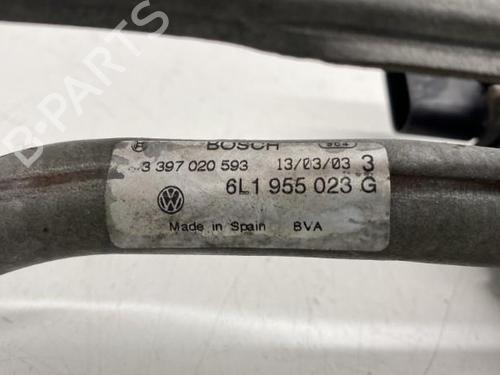 B-PARTS
BOSCH
3 397 020 593 13/03/03 3
6L1 955 023 G
Made in Spain BVA